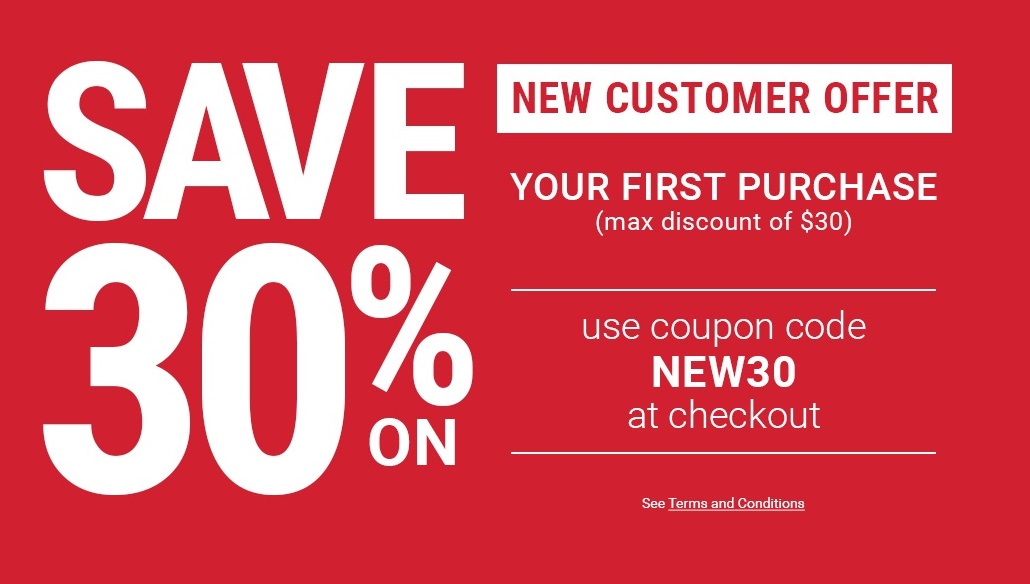 SAVE
30%
ON
NEW CUSTOMER OFFER
YOUR FIRST PURCHASE
(max discount of $30)
use coupon code
NEW30
at checkout
See Terms and Conditions